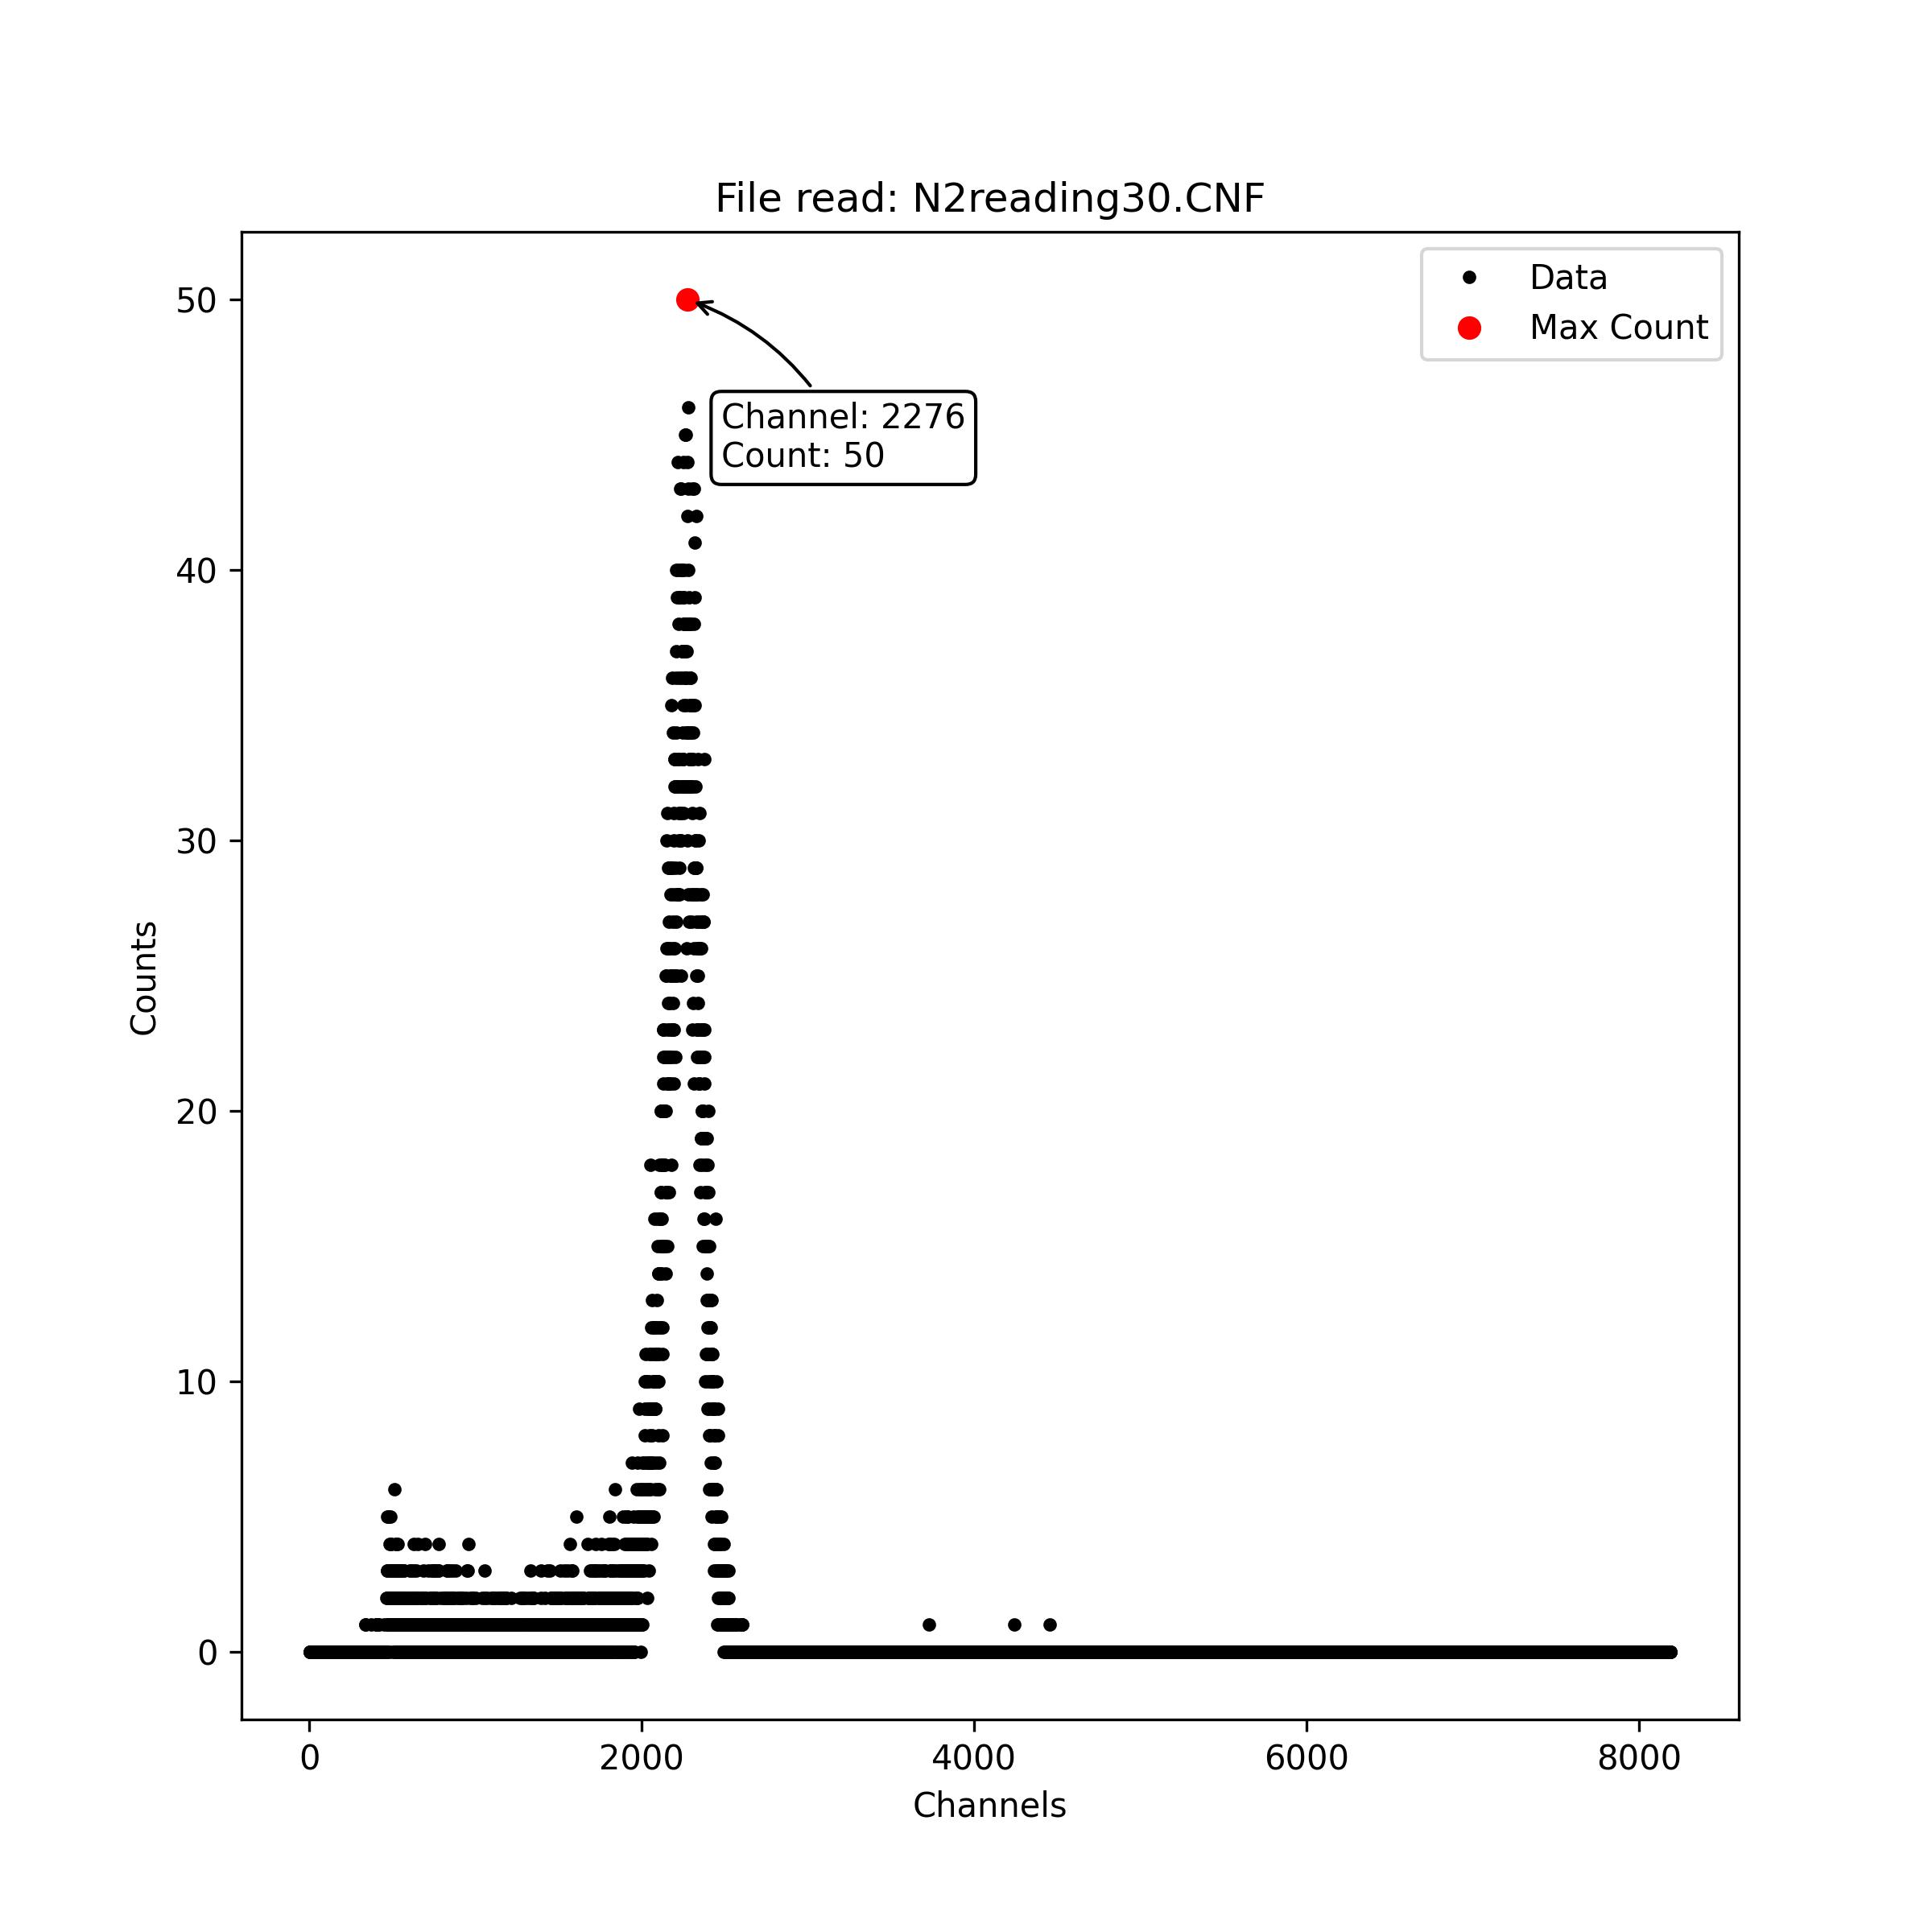 File read: N2reading30.CNF
Data
Max Count
Channel: 2276
Count: 50
50
40
30
20
10
0
Counts
0
2000
4000
6000
8000
Channels